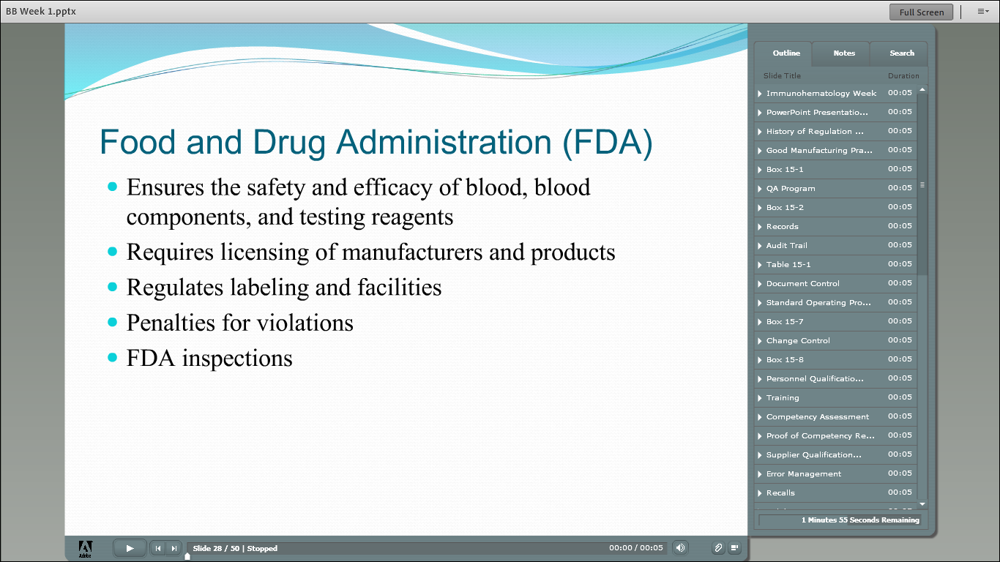 BB Week 1.pptx
Full Screen
Food and Drug Administration (FDA)
Ensures the safety and efficacy of blood, blood
components, and testing reagents
Requires licensing of manufacturers and products
Regulates labeling and facilities
Penalties for violations
FDA inspections
Outline Notes Search
Slide Title Duration
Immunohematology Week 00:05
PowerPoint Presentatio... 00:05
History of Regulation ... 00:05
Good Manufacturing Pra... 00:05
Box 15-1 00:05
QA Program 00:05
Box 15-2 00:05
Records 00:05
Audit Trail 00:05
Table 15-1 00:05
Document Control 00:05
Standard Operating Pro... 00:05
Box 15-7 00:05
Change Control 00:05
Box 15-8 00:05
Personnel Qualificatio... 00:05
Training 00:05
Competency Assessment 00:05
Proof of Competency Re... 00:05
Supplier Qualification... 00:05
Error Management 00:05
Recalls 00:05
1 Minutes 55 Seconds Remaining
Adobe
Slide 28 / 50 | Stopped
00:00 / 00:05